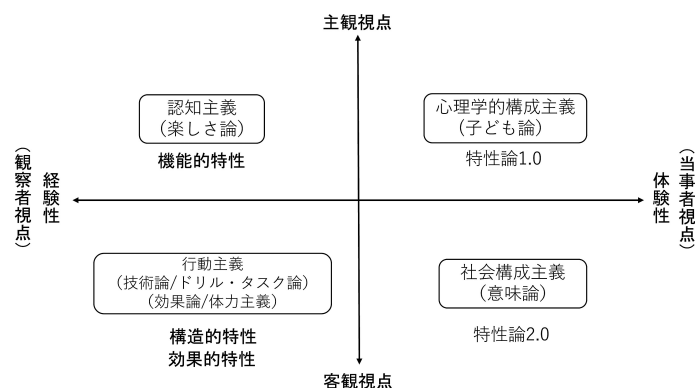 主観視点
認知主義
（楽しさ論）
機能的特性
心理学的構成主義
（子ども論）
特性論1.0
（観察者視点）
経験性
体験性
（当事者視点）
行動主義
（技術論/ドリル・タスク論）
（効果論/体力主義）
構造的特性
効果的特性
社会構成主義
（意味論）
特性論2.0
客観視点